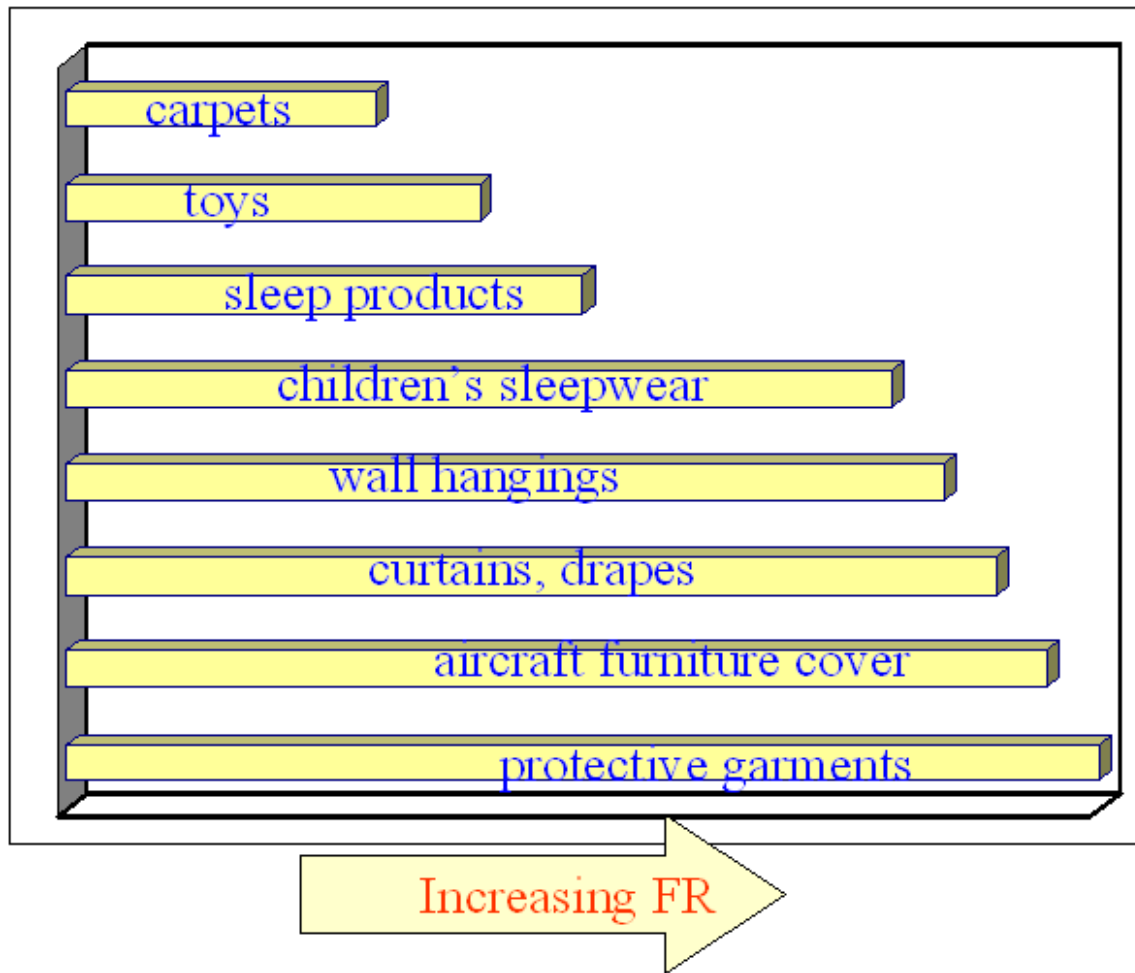 carpets
toys
sleep products
children’s sleepwear
wall hangings
curtains, drapes
aircraft furniture cover
protective garments
Increasing FR